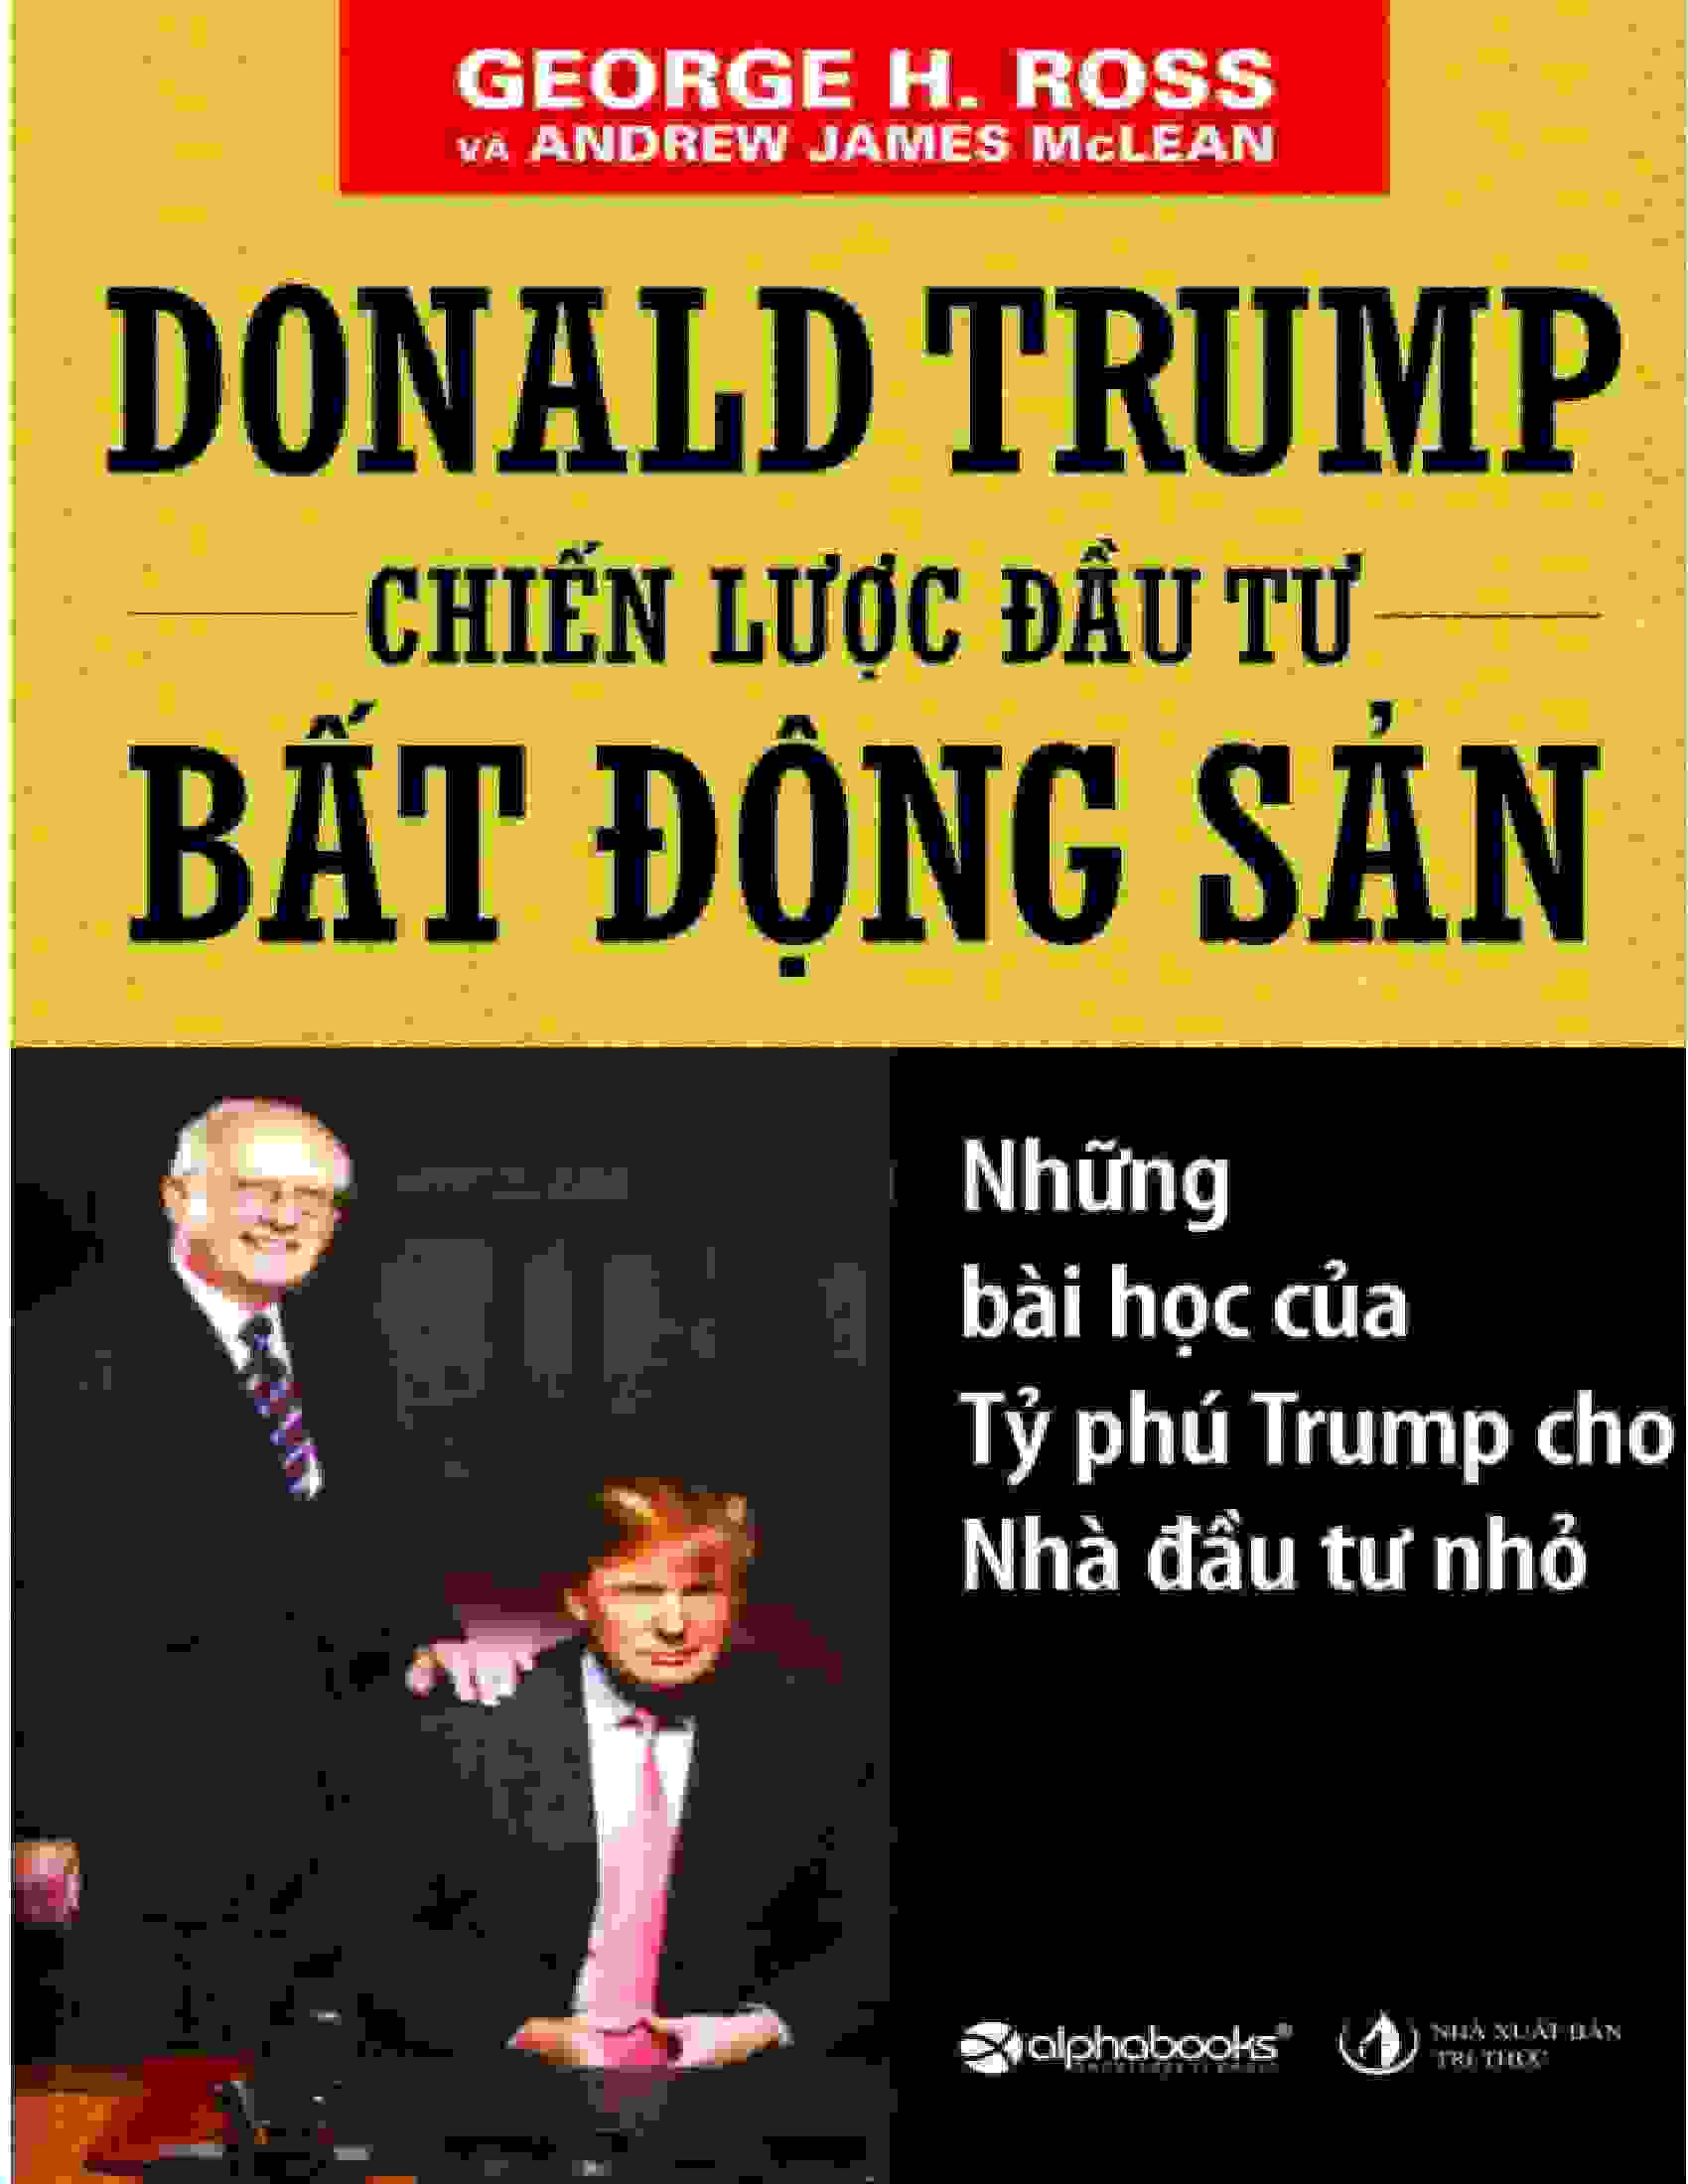 GEORGE H. ROSS
VÀ ANDREW JAMES McLEAN
DONALD TRUMP
CHIẾN LƯỢC ĐẦU TƯ
BẤT ĐỘNG SẢN
Những
bài học của
Tỷ phú Trump cho
Nhà đầu tư nhỏ
alphabooks®
NHÀ XUẤT BẢN
TRI THỨC